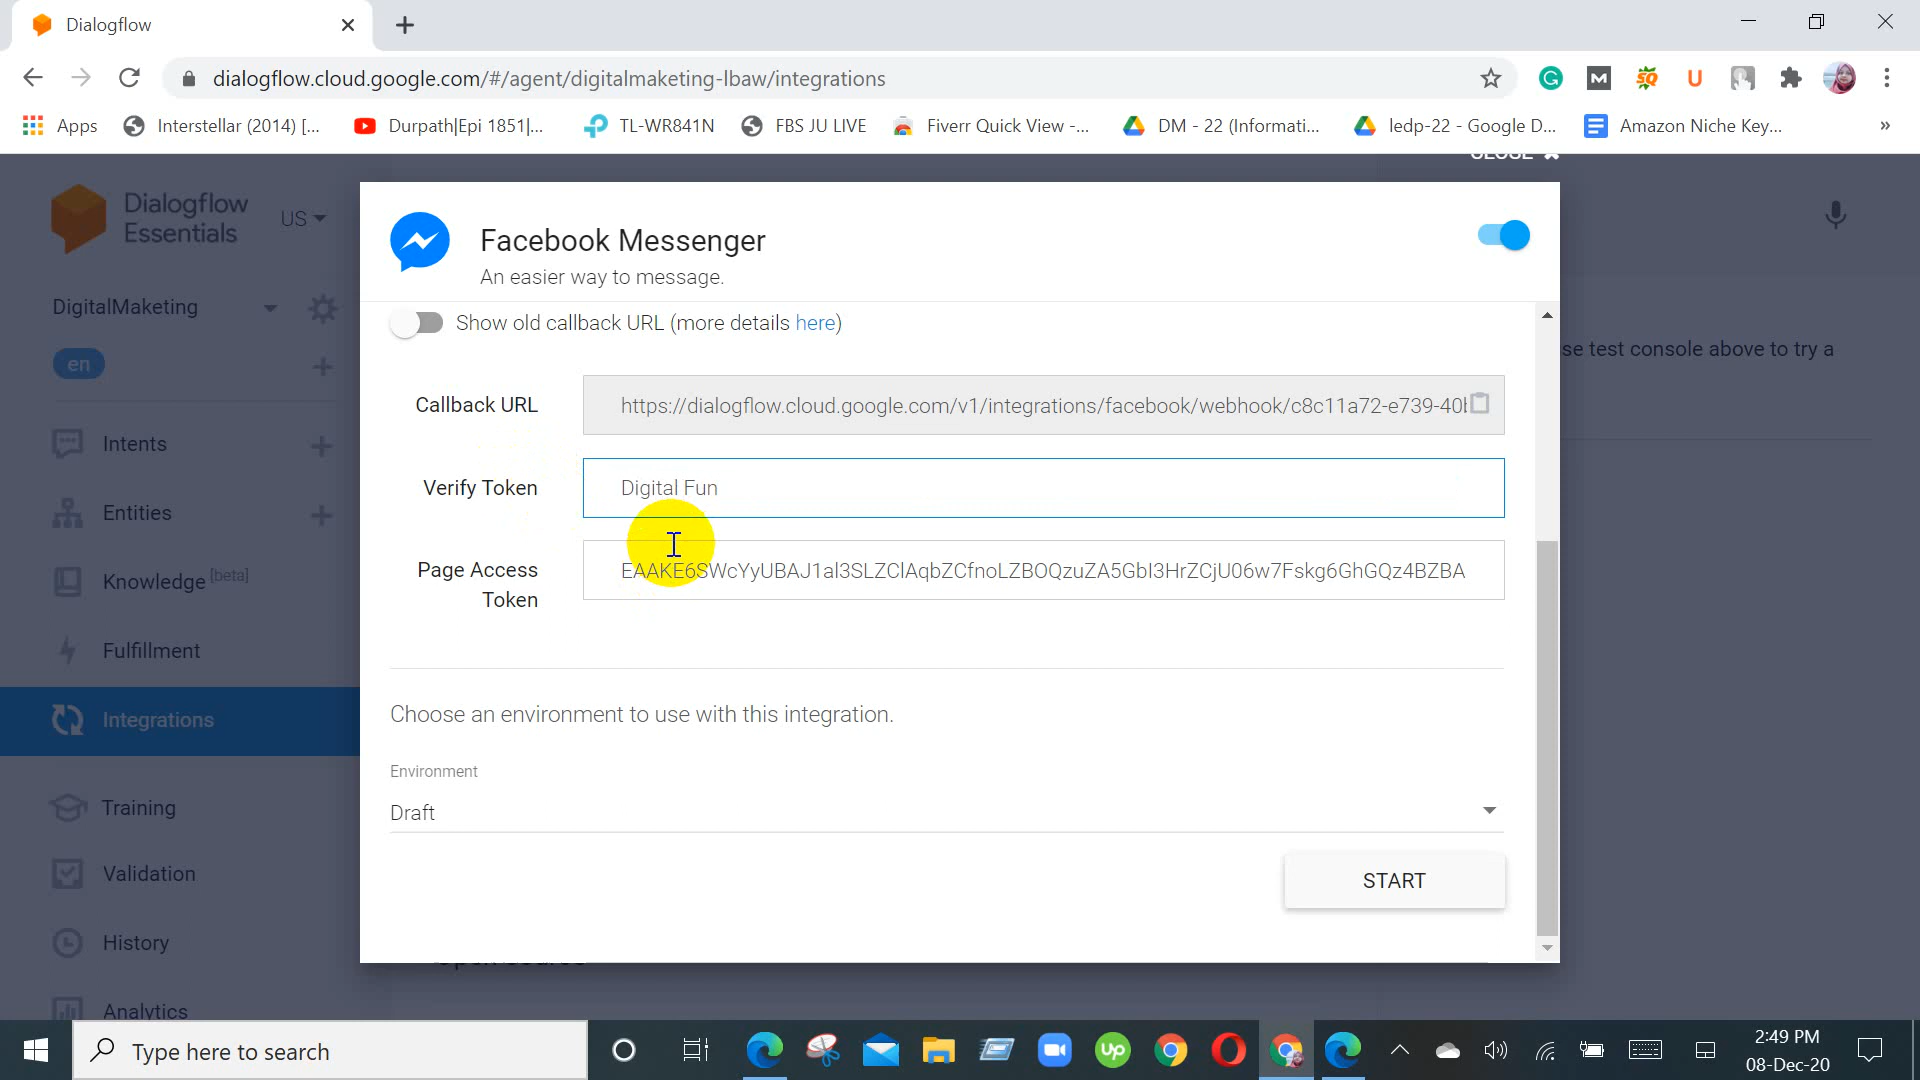 Dialogflow
dialogflow.cloud.google.com/#/agent/digitalmaketing-lbaw/integrations
Apps
Interstellar (2014) [...
Durpath|Epi 1851|...
TL-WR841N
FBS JU LIVE
Fiverr Quick View -...
DM - 22 (Informati...
ledp-22 - Google D...
Amazon Niche Key...
»
CLOSE
Dialogflow
Essentials
US
Facebook Messenger
An easier way to message.
DigitalMaketing
Show old callback URL (more details here)
en
se test console above to try a
Callback URL
https://dialogflow.cloud.google.com/v1/integrations/facebook/webhook/c8c11a72-e739-40
Intents
Verify Token
Digital Fun
Entities
Page Access
Token
EAAKE6SWcYyUBAJ1al3SLZClAqbZCfnoLZBOQzuZA5GbI3HrZCjU06w7Fskg6GhGQz4BZBA
Knowledge [beta]
Fulfillment
Integrations
Choose an environment to use with this integration.
Environment
Draft
Training
Validation
START
History
Analytics
Type here to search
up
2:49 PM
08-Dec-20